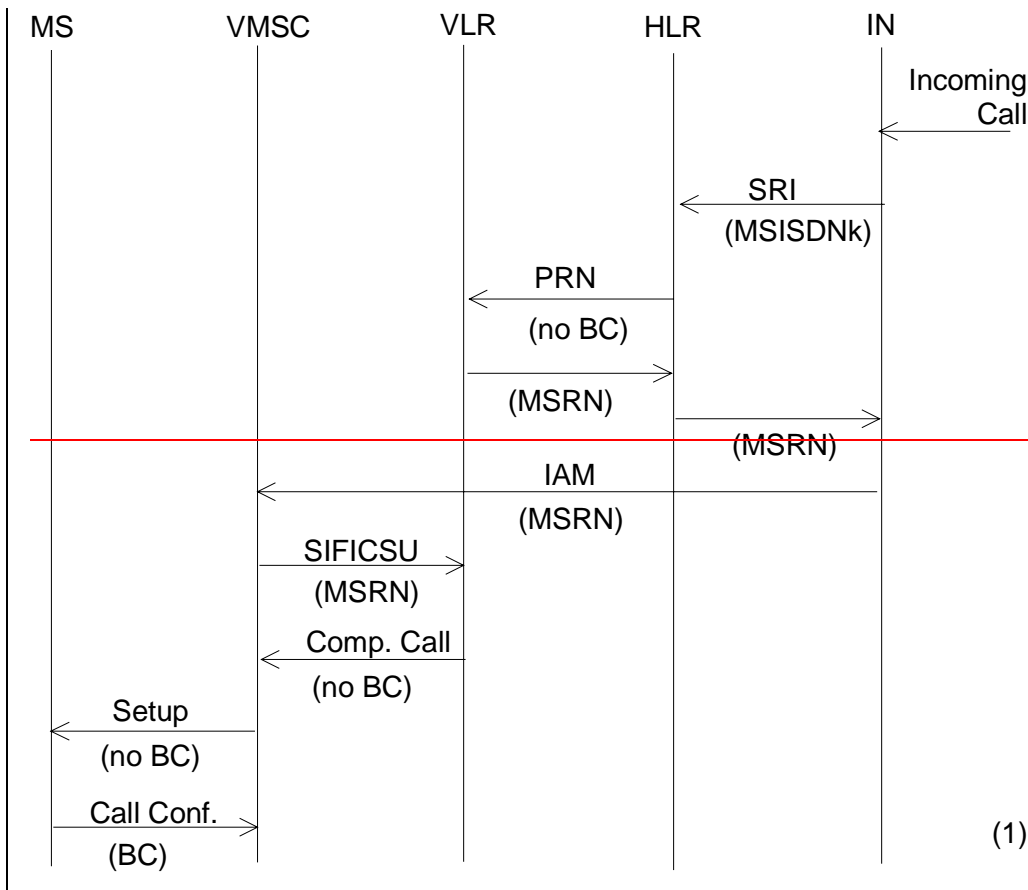 MS VMSC VLR HLR IN
Incoming
Call
SRI
(MSISDNk)
PRN
(no BC)
(MSRN)
(MSRN)
IAM
(MSRN)
SIFICSU
(MSRN)
Comp. Call
(no BC)
Setup
(no BC)
Call Conf.
(BC)
(1)